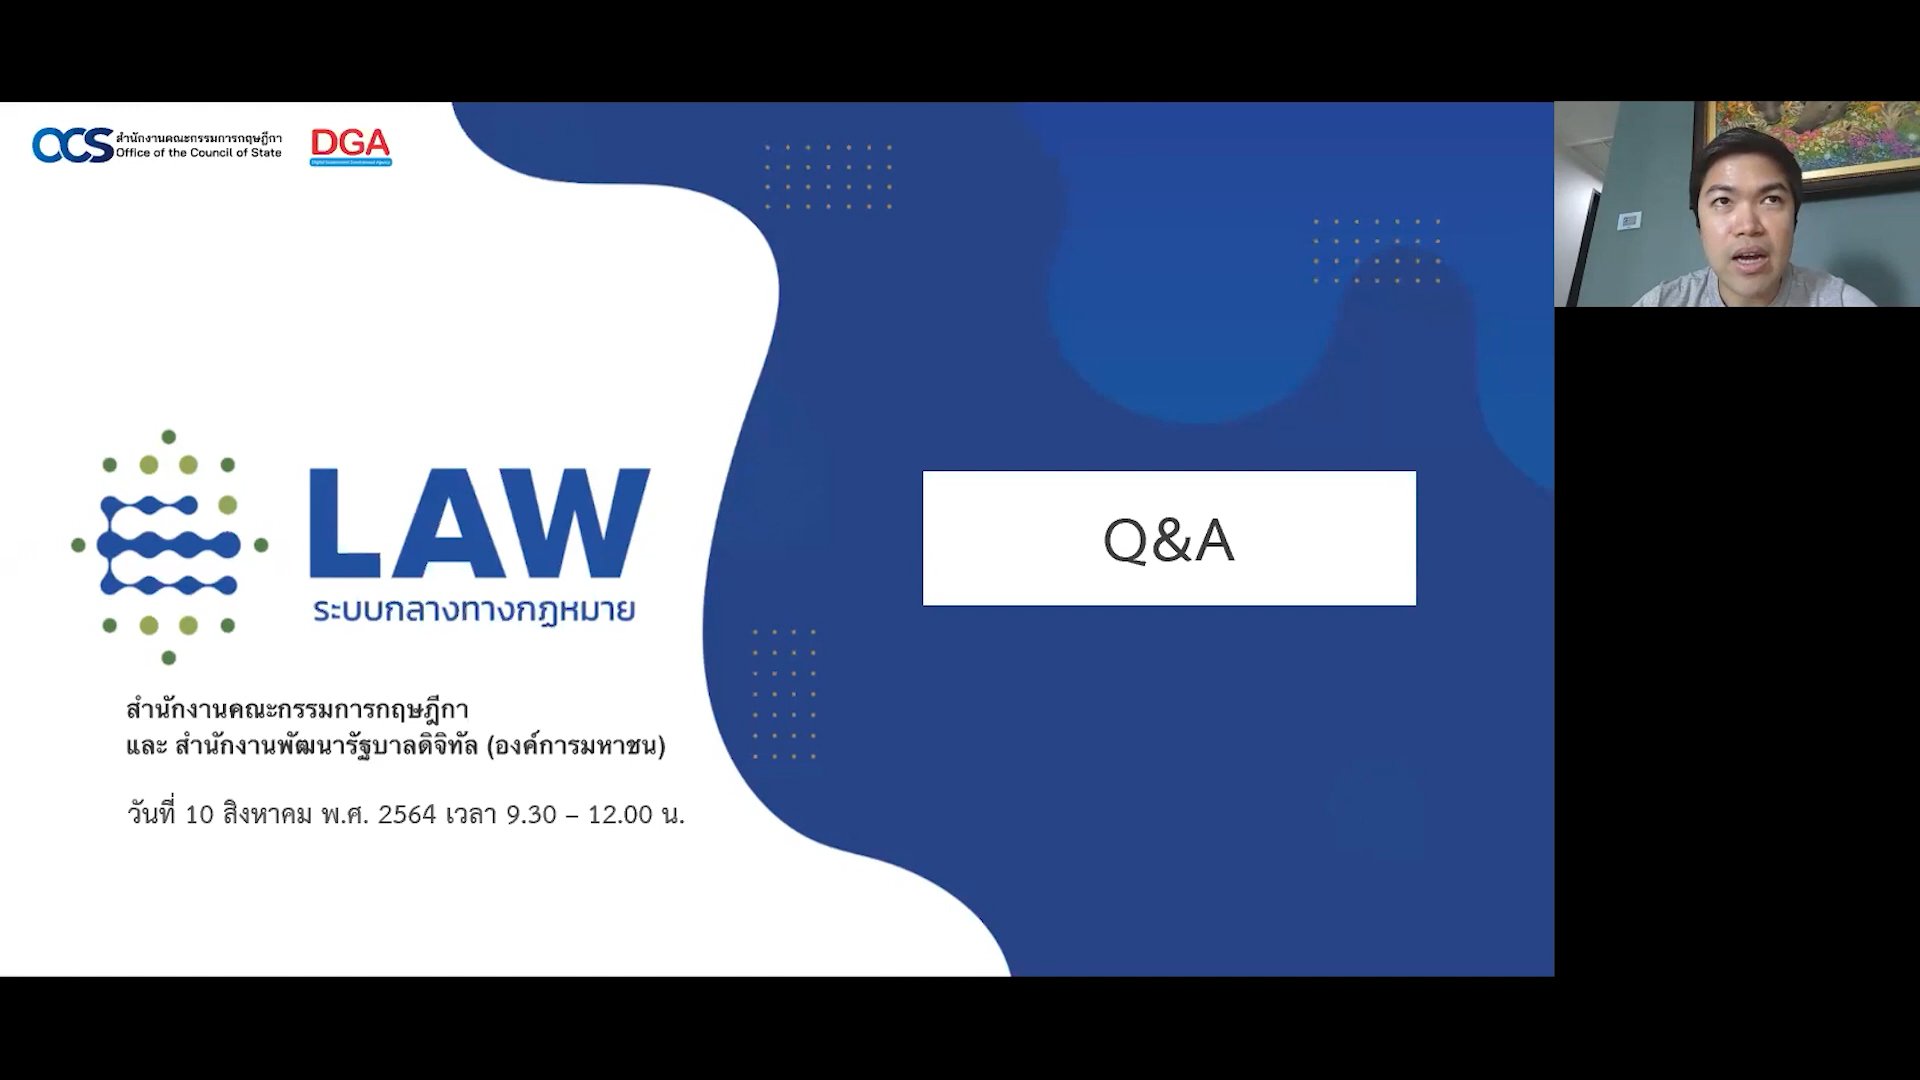 OCS สำนักงานคณะกรรมการกฤษฎีกา
Office of the Council of State
DGA
Digital Government Development Agency
LAW
ระบบกลางทางกฎหมาย
สำนักงานคณะกรรมการกฤษฎีกา
และ สำนักงานพัฒนารัฐบาลดิจิทัล (องค์การมหาชน)
วันที่ 10 สิงหาคม พ.ศ. 2564 เวลา 9.30 – 12.00 น.
Q&A